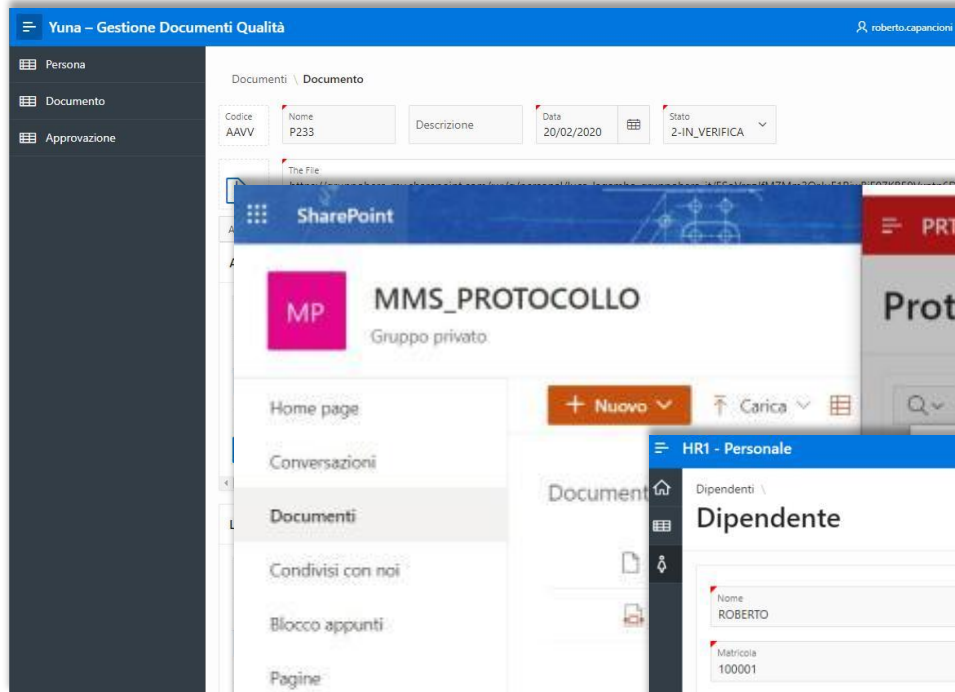 Yuna – Gestione Documenti Qualità
roberto.capancioni
Persona
Documento
Approvazione
Documenti \ Documento
Codice
AAVV
Nome
P233
Descrizione
Data
20/02/2020
Stato
2-IN_VERIFICA
The File
SharePoint
MP
MMS_PROTOCOLLO
Gruppo privato
Home page
Conversazioni
Documenti
Condivisi con noi
Blocco appunti
Pagine
+ Nuovo
Carica
Document
PRT
Prot
HR1 - Personale
Dipendenti \
Dipendente
Nome
ROBERTO
Matricola
100001